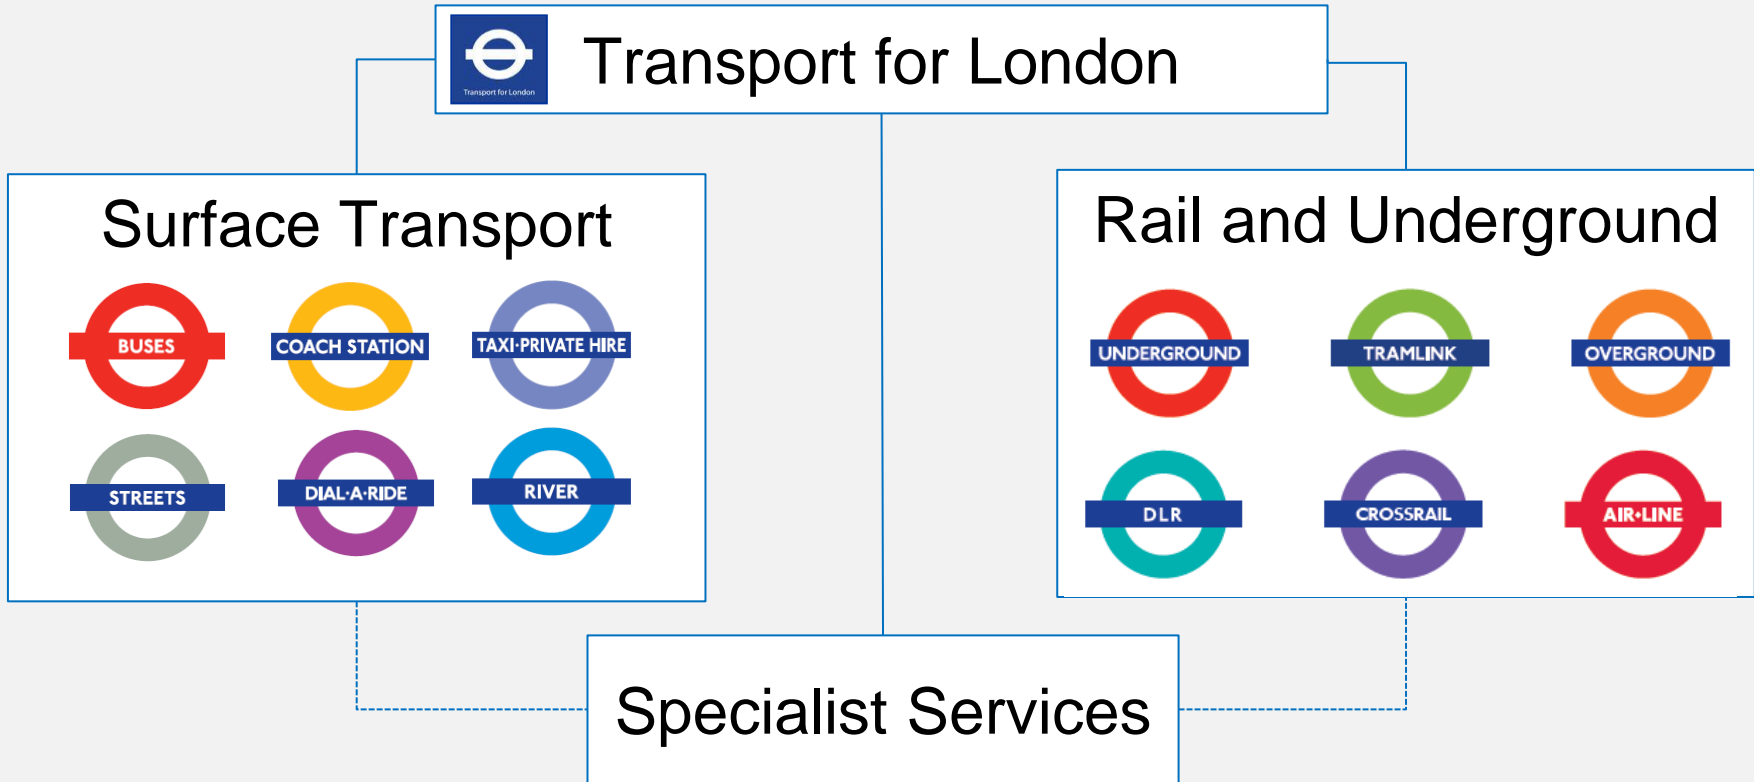 Transport for London
Transport for London
Surface Transport
BUSES
COACH STATION
TAXI·PRIVATE HIRE
STREETS
DIAL·A·RIDE
RIVER
Rail and Underground
UNDERGROUND
TRAMLINK
OVERGROUND
DLR
CROSSRAIL
AIR•LINE
Specialist Services